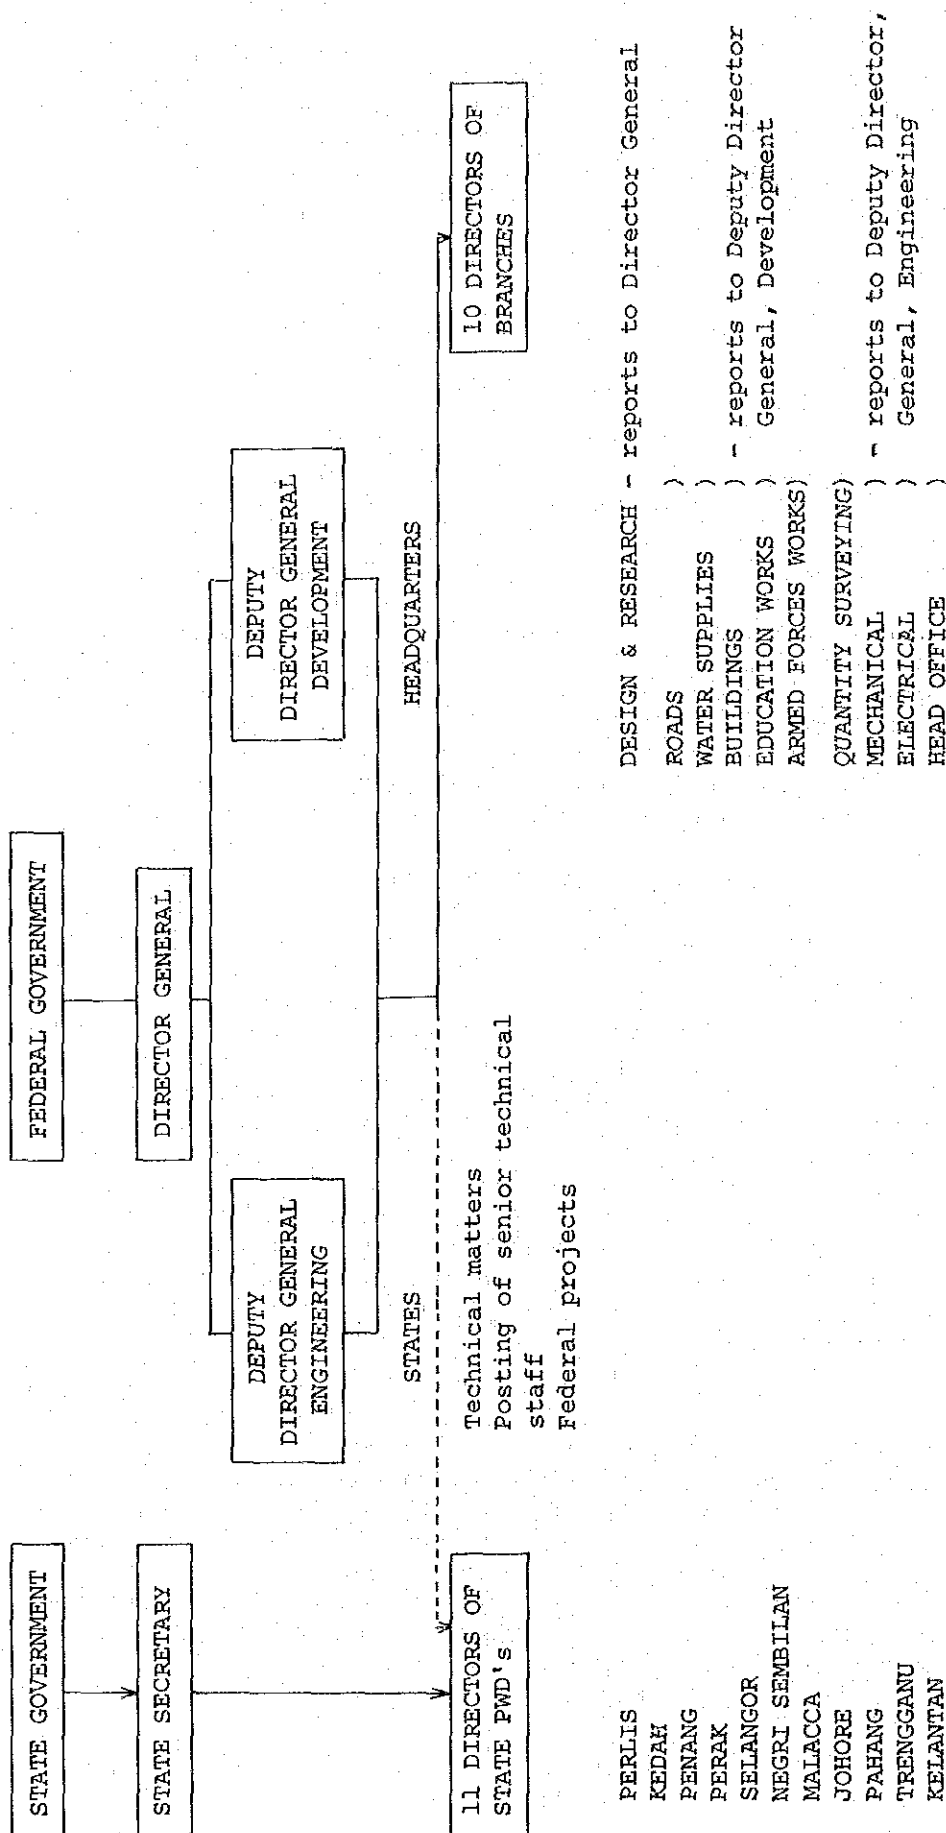 STATE GOVERNMENT
FEDERAL GOVERNMENT
STATE SECRETARY
DIRECTOR GENERAL
DEPUTY
DIRECTOR GENERAL
ENGINEERING
DEPUTY
DIRECTOR GENERAL
DEVELOPMENT
STATES
HEADQUARTERS
11 DIRECTORS OF
STATE PWD's
Technical matters
Posting of senior technical
staff
Federal projects
10 DIRECTORS OF
BRANCHES
PERLIS
KEDAH
PENANG
PERAK
SELANGOR
NEGRI SEMBILAN
MALACCA
JOHORE
PAHANG
TRENGGANU
KELANTAN
DESIGN & RESEARCH - reports to Director General
ROADS )
WATER SUPPLIES )
BUILDINGS ) - reports to Deputy Director
EDUCATION WORKS ) General, Development
ARMED FORCES WORKS)
QUANTITY SURVEYING)
MECHANICAL ) - reports to Deputy Director,
ELECTRICAL ) General, Engineering
HEAD OFFICE )